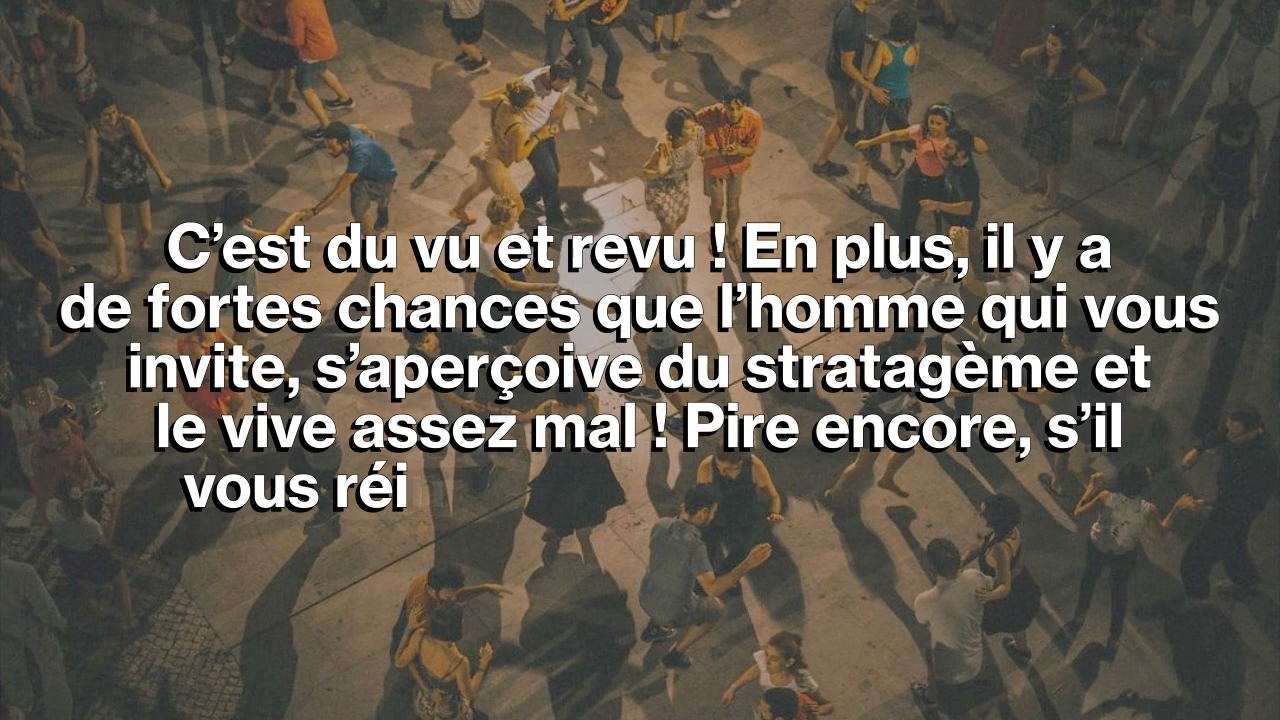 C’est du vu et revu ! En plus, il y a
de fortes chances que l’homme qui vous
invite, s’aperçoive du stratagème et
le vive assez mal ! Pire encore, s’il
vous réi